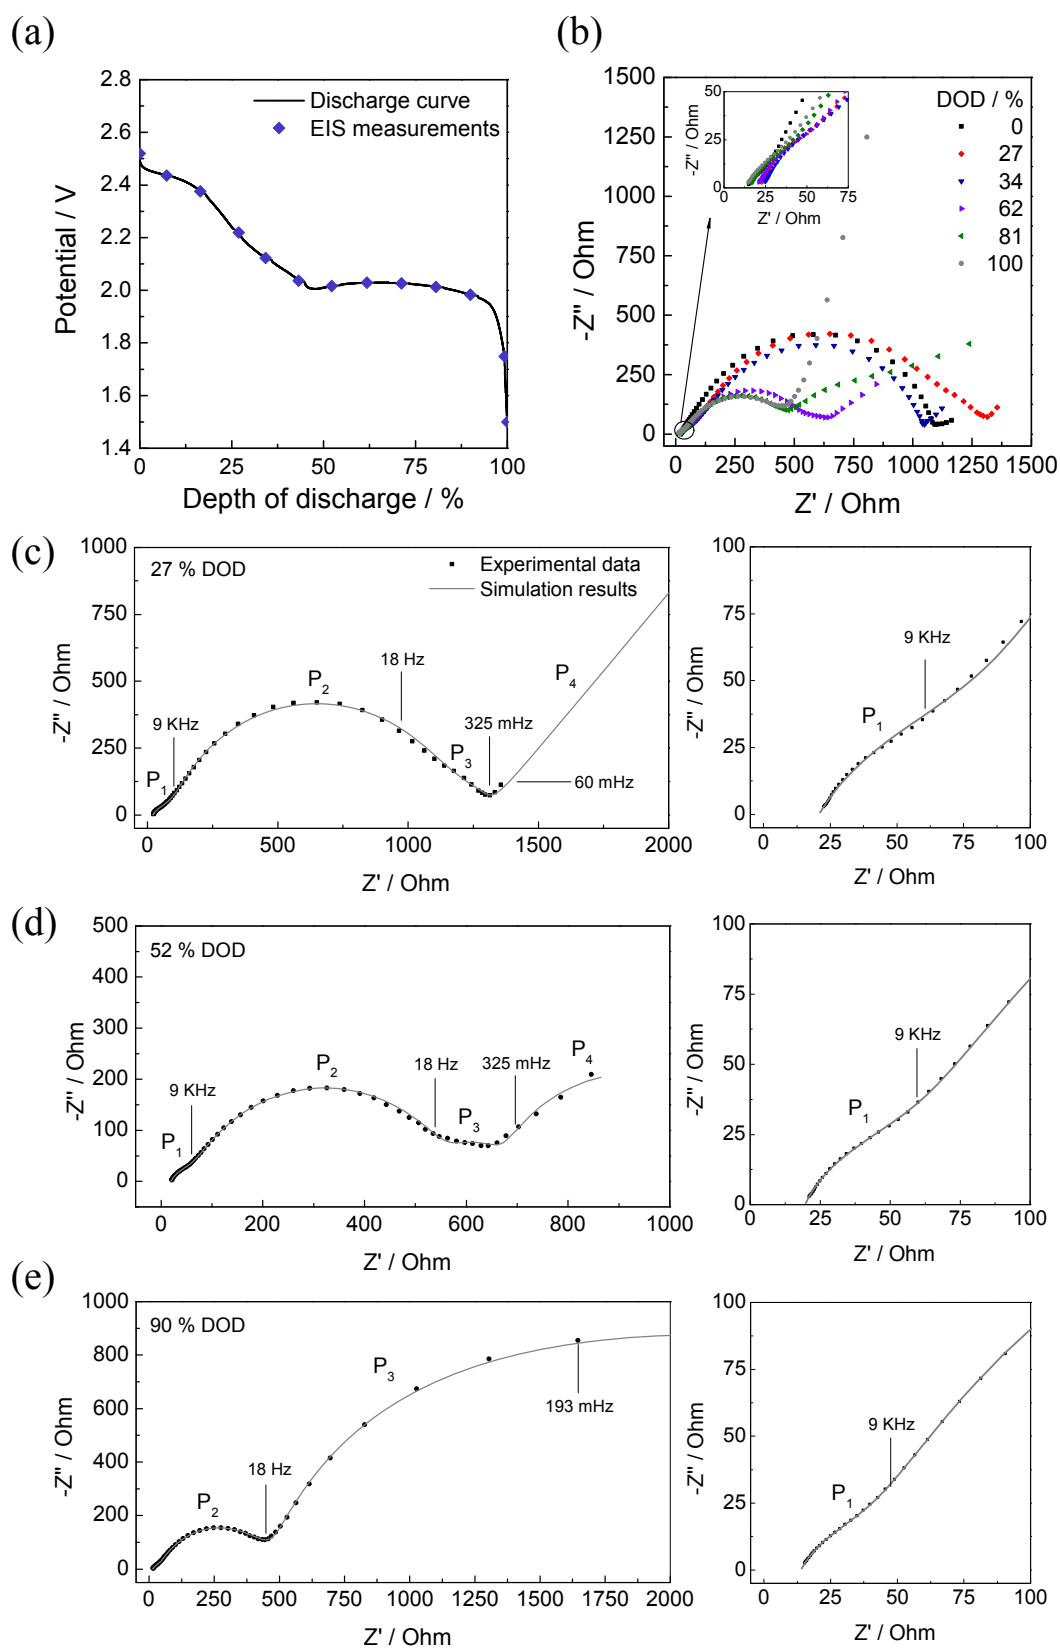 (a)
2.8
2.6
2.4
2.2
2.0
1.8
1.6
1.4
Potential / V
Discharge curve
EIS measurements
0 25 50 75 100
Depth of discharge / %
(b)
1500
1250
1000
750
500
250
0
-Z'' / Ohm
50
25
0
-Z'' / Ohm
0 25 50 75
Z' / Ohm
DOD / %
0
27
34
62
81
100
0 250 500 750 1000 1250 1500
Z' / Ohm
(c)
1000
750
500
250
0
-Z'' / Ohm
27 % DOD
Experimental data
Simulation results
P1
9 KHz
P2
18 Hz
P3
325 mHz
P4
60 mHz
0 500 1000 1500 2000
Z' / Ohm
100
75
50
25
0
-Z'' / Ohm
P1
9 KHz
0 25 50 75 100
Z' / Ohm
(d)
500
400
300
200
100
0
-Z'' / Ohm
52 % DOD
P1
9 KHz
P2
18 Hz
P3
325 mHz
P4
0 200 400 600 800 1000
Z' / Ohm
100
75
50
25
0
-Z'' / Ohm
P1
9 KHz
0 25 50 75 100
Z' / Ohm
(e)
1000
800
600
400
200
0
-Z'' / Ohm
90 % DOD
P2
18 Hz
P3
193 mHz
0 250 500 750 1000 1250 1500 1750 2000
Z' / Ohm
100
75
50
25
0
-Z'' / Ohm
P1
9 KHz
0 25 50 75 100
Z' / Ohm